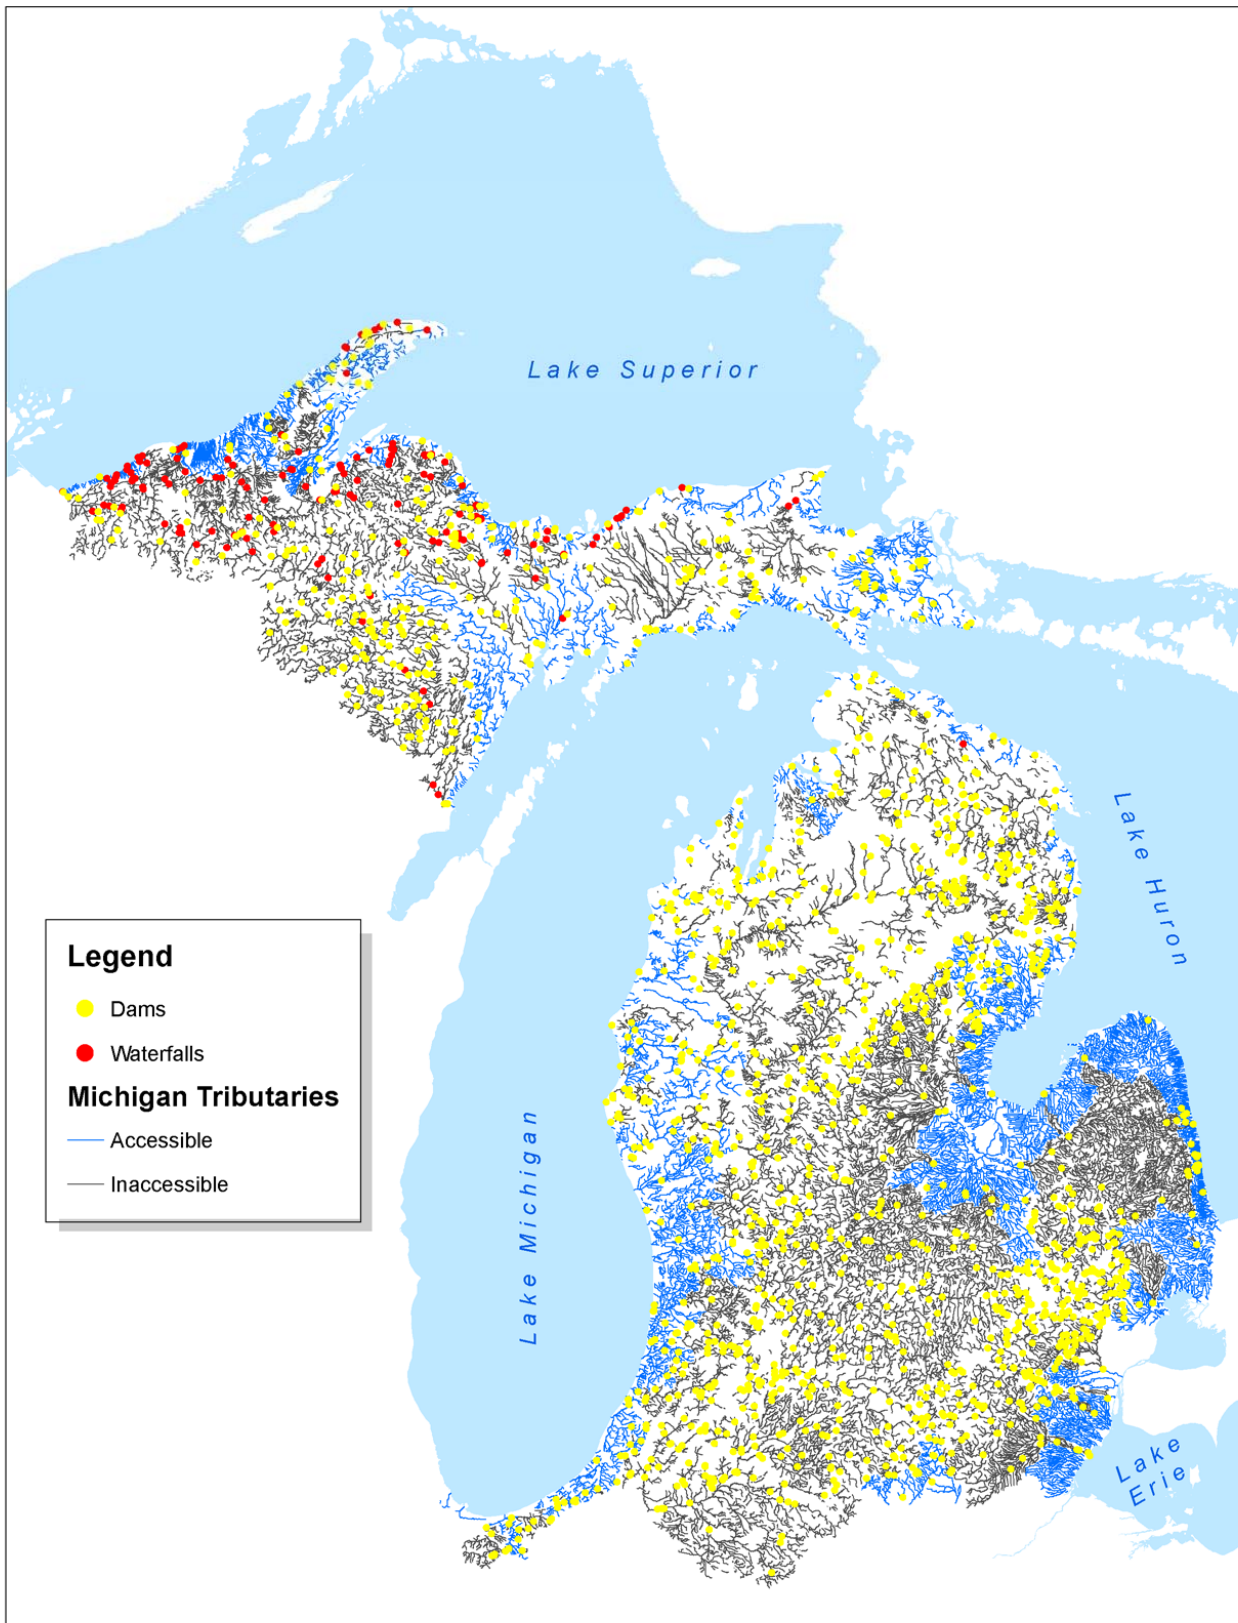 Lake Superior
Lake Huron
Legend
Dams
Waterfalls
Michigan Tributaries
Accessible
Inaccessible
Lake Michigan
Lake
Erie